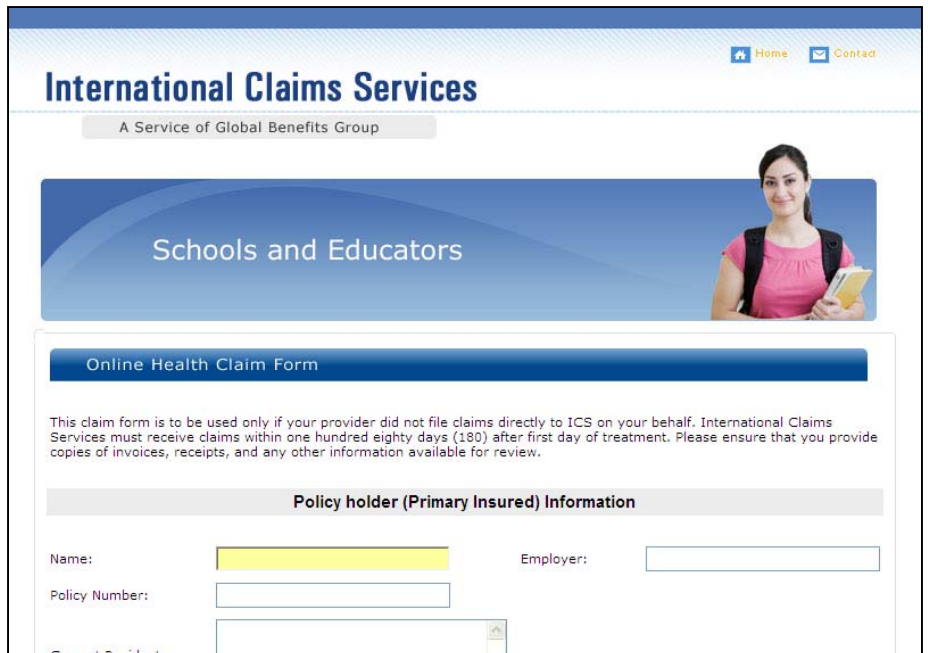 Home Contact
International Claims Services
A Service of Global Benefits Group
Schools and Educators
Online Health Claim Form
This claim form is to be used only if your provider did not file claims directly to ICS on your behalf. International Claims
Services must receive claims within one hundred eighty days (180) after first day of treatment. Please ensure that you provide
copies of invoices, receipts, and any other information available for review.
Policy holder (Primary Insured) Information
Name: Employer:
Policy Number: